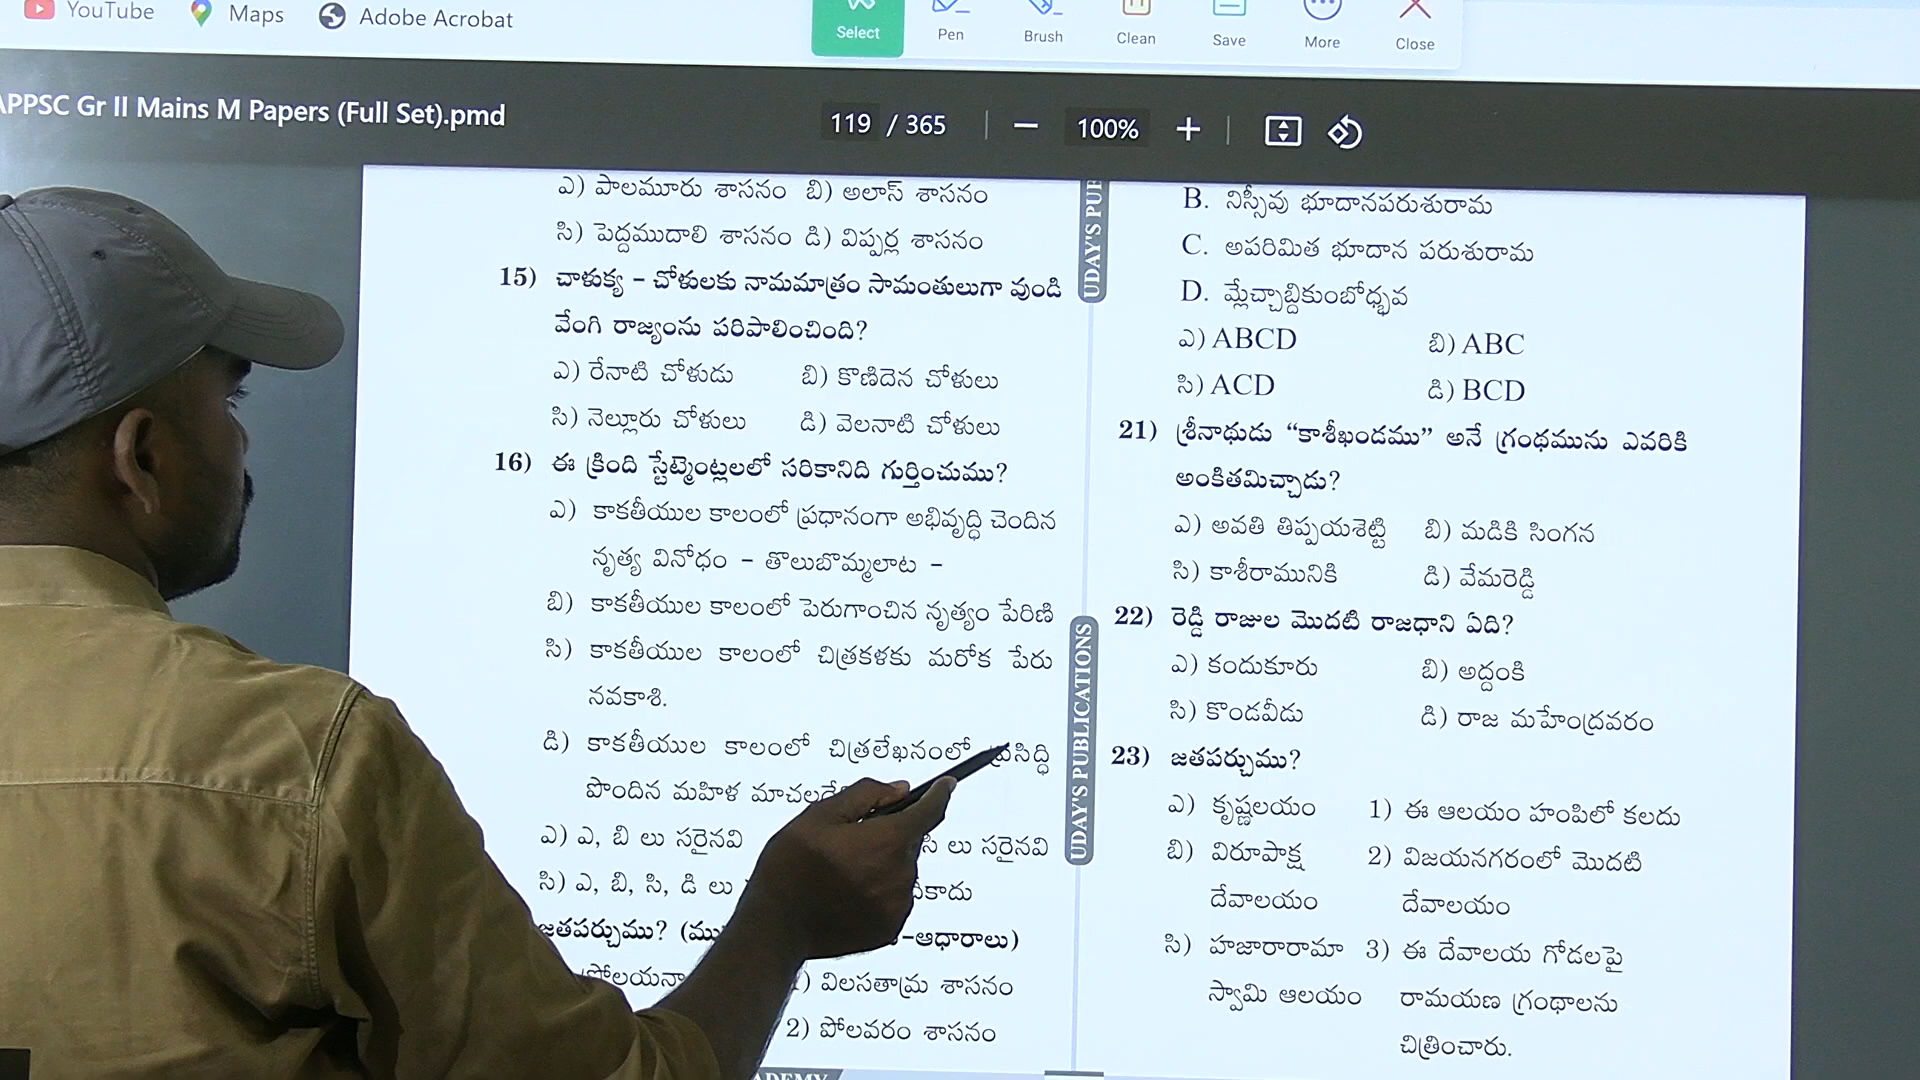 YouTube Maps Adobe Acrobat
Select Pen Brush Clean Save More Close
APPSC Gr II Mains M Papers (Full Set).pmd
119 / 365 100%
ఎ) పాలమూరు శాసనం బి) అలాస్ శాసనం
సి) పెద్దముదాలి శాసనం డి) విప్పర్ల శాసనం
15) చాళుక్య – చోళులకు నామమాత్రం సామంతులుగా వుండి
వేంగి రాజ్యంను పరిపాలించింది?
ఎ) రేనాటి చోళుడు బి) కొణిదెన చోళులు
సి) నెల్లూరు చోళులు డి) వెలనాటి చోళులు
16) ఈ క్రింది స్టేట్మెంట్లలలో సరికానిది గుర్తించుము?
ఎ) కాకతీయుల కాలంలో ప్రధానంగా అభివృద్ధి చెందిన
నృత్య వినోధం – తొలుబొమ్మలాట –
బి) కాకతీయుల కాలంలో పెరుగాంచిన నృత్యం పేరిణి
సి) కాకతీయుల కాలంలో చిత్రకళకు మరోక పేరు
నవకాశి.
డి) కాకతీయుల కాలంలో చిత్రలేఖనంలో ప్రసిద్ధి
పొందిన మహిళ
ఎ) ఎ, బి లు సరైనవి సి లు సరైనవి
సి) ఎ, బి, సి, డి లు
జతపర్చుము? –ఆధారాలు)
విలసతామ్ర శాసనం
2) పోలవరం శాసనం
UDAY'S PUB
UDAY'S PUBLICATIONS
B. నిస్సీవు భూదానపరుశురామ
C. అపరిమిత భూదాన పరుశురామ
D. మ్లేచ్ఛాబ్ధికుంబోధ్భవ
ఎ) ABCD బి) ABC
సి) ACD డి) BCD
21) శ్రీనాథుడు “కాశీఖండము” అనే గ్రంథమును ఎవరికి
అంకితమిచ్చాడు?
ఎ) అవతి తిప్పయశెట్టి బి) మడికి సింగన
సి) కాశీరామునికి డి) వేమరెడ్డి
22) రెడ్డి రాజుల మొదటి రాజధాని ఏది?
ఎ) కందుకూరు బి) అద్దంకి
సి) కొండవీడు డి) రాజ మహేంద్రవరం
23) జతపర్చుము?
ఎ) కృష్ణలయం 1) ఈ ఆలయం హంపిలో కలదు
బి) విరూపాక్ష 2) విజయనగరంలో మొదటి
దేవాలయం దేవాలయం
సి) హజారారామా 3) ఈ దేవాలయ గోడలపై
స్వామి ఆలయం రామయణ గ్రంథాలను
చిత్రించారు.